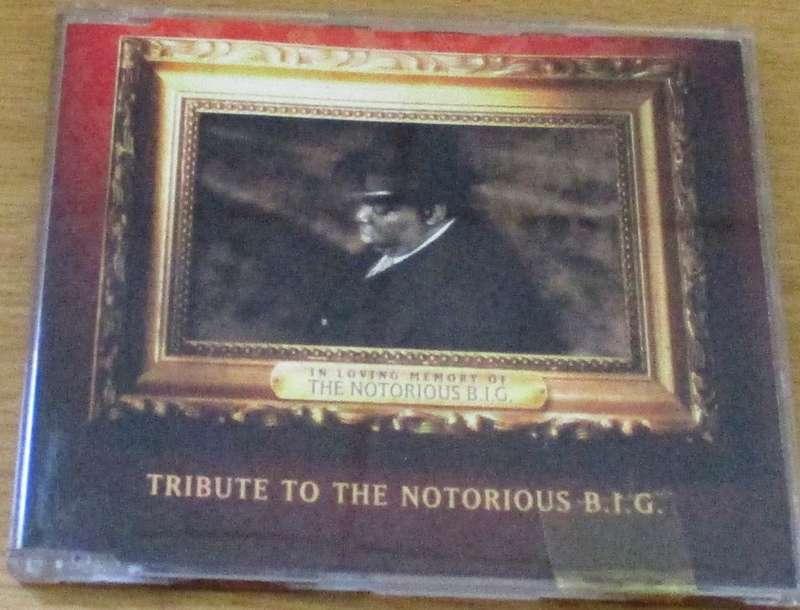 IN LOVING MEMORY OF
THE NOTORIOUS B.I.G.
TRIBUTE TO THE NOTORIOUS B.I.G.